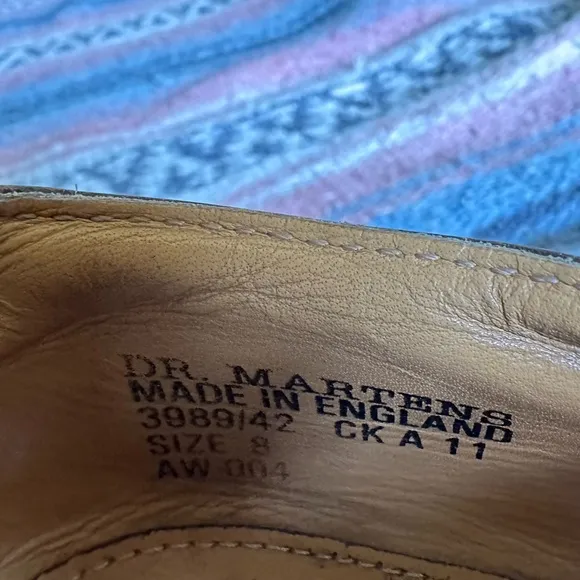 DR. MARTENS
MADE IN ENGLAND
3989/42 CK A 11
SIZE 8
AW 004